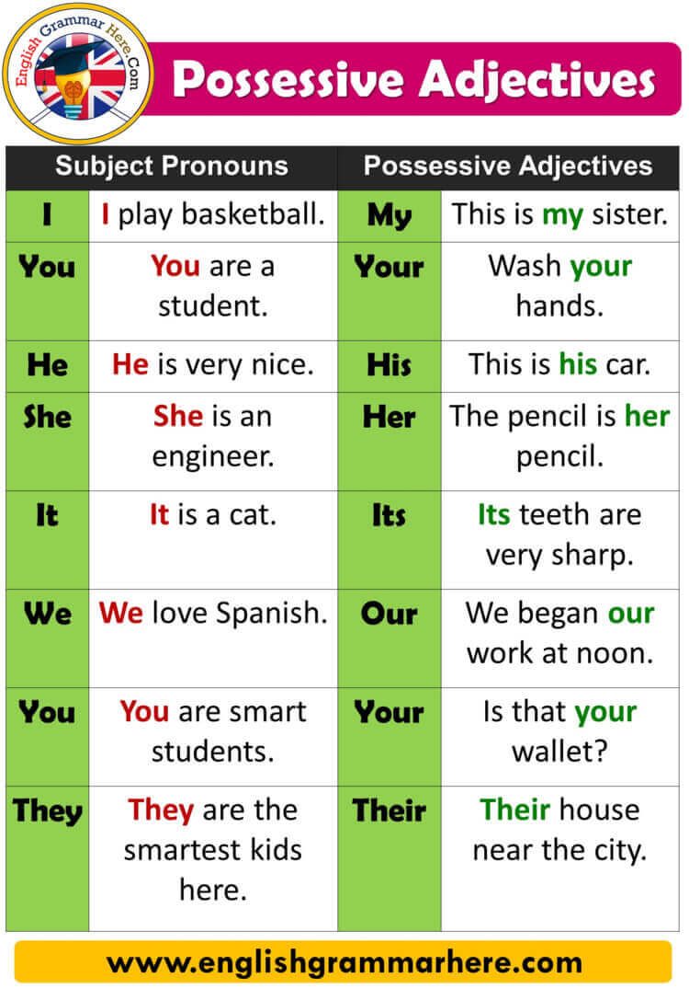 English Grammar Here.Com
Possessive Adjectives
Subject Pronouns Possessive Adjectives
I I play basketball. My This is my sister.
You You are a Your Wash your
student. hands.
He He is very nice. His This is his car.
She She is an Her The pencil is her
engineer. pencil.
It It is a cat. Its Its teeth are
very sharp.
We We love Spanish. Our We began our
work at noon.
You You are smart Your Is that your
students. wallet?
They They are the Their Their house
smartest kids near the city.
here.
www.englishgrammarhere.com